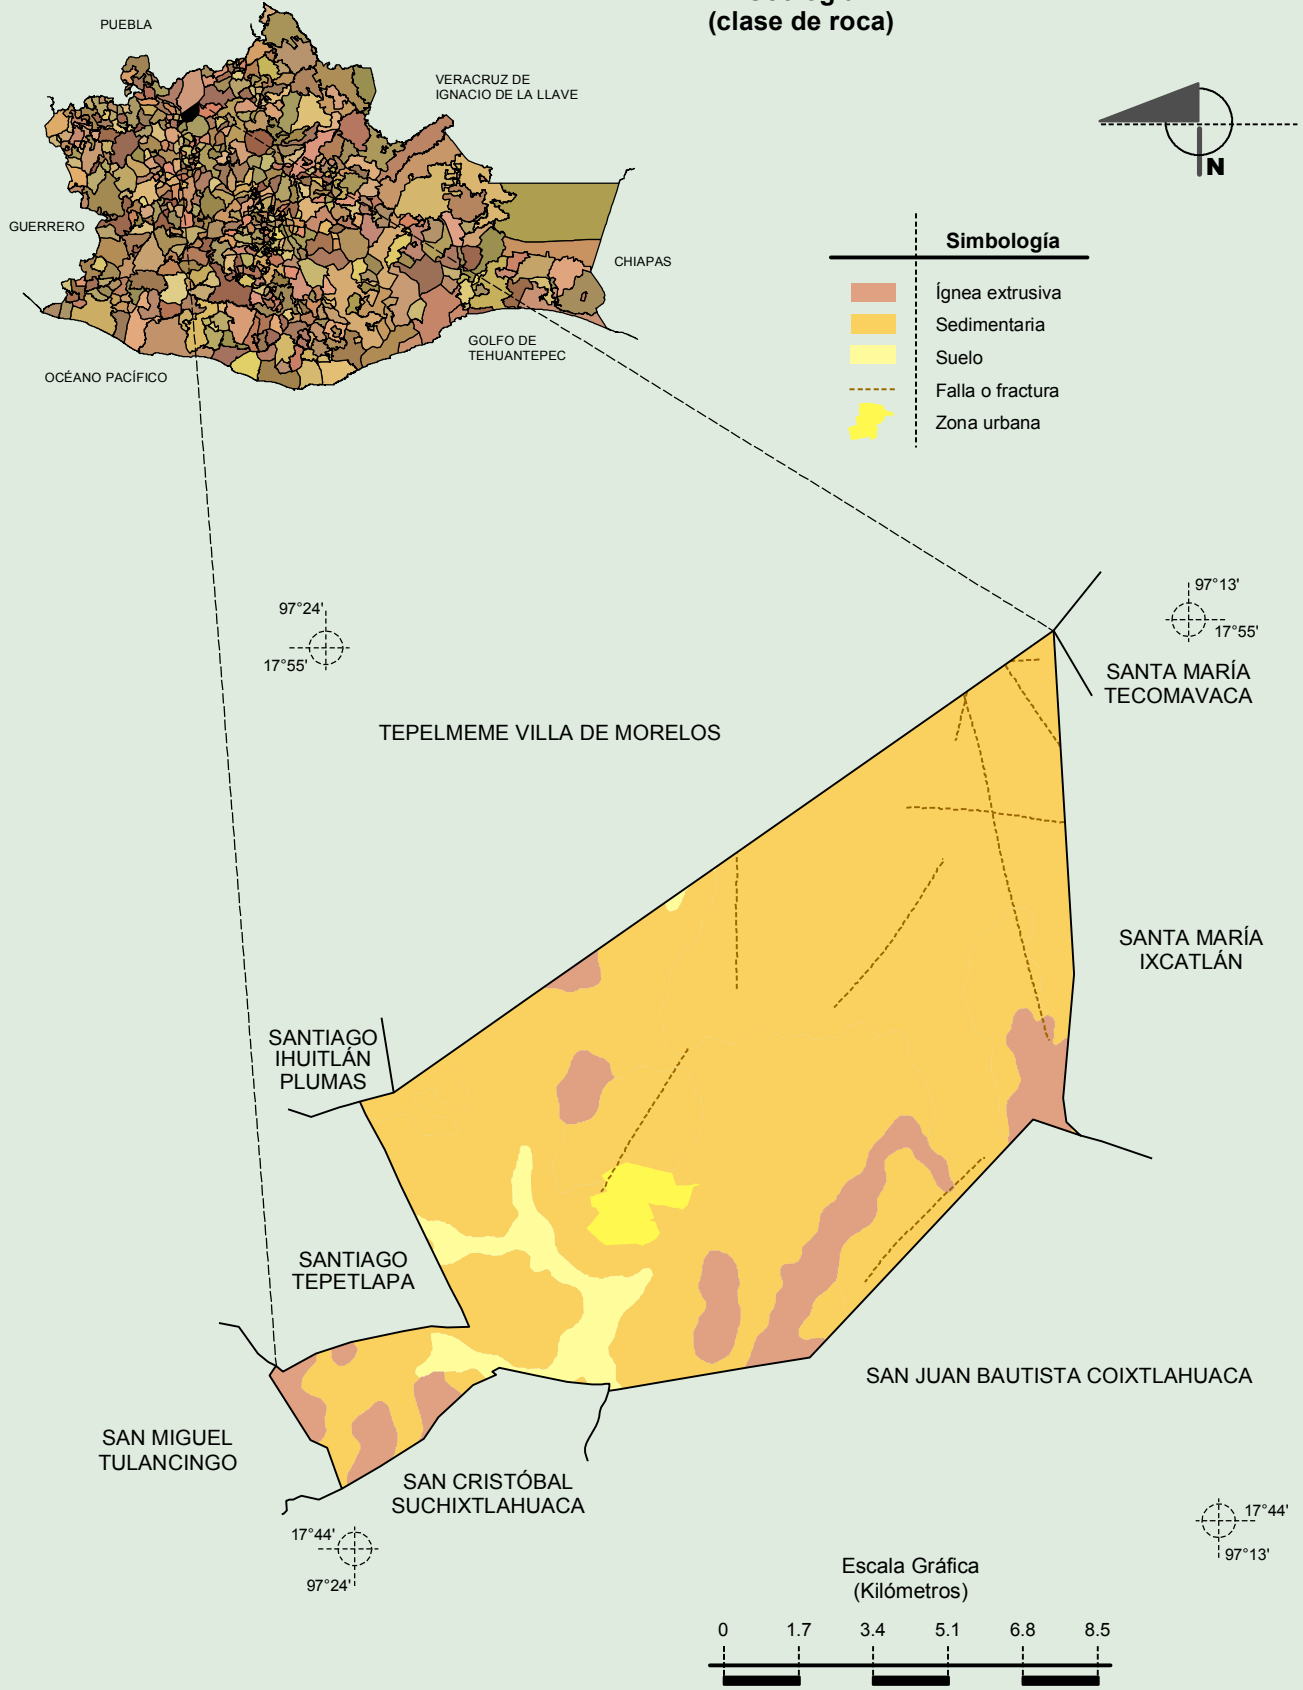 (clase de roca)
PUEBLA
VERACRUZ DE
IGNACIO DE LA LLAVE
N
GUERRERO
CHIAPAS
GOLFO DE
TEHUANTEPEC
OCÉANO PACÍFICO
Simbología
Ígnea extrusiva
Sedimentaria
Suelo
Falla o fractura
Zona urbana
97°24'
17°55'
97°13'
17°55'
SANTA MARÍA
TECOMAVACA
TEPELMEME VILLA DE MORELOS
SANTA MARÍA
IXCATLÁN
SANTIAGO
IHUITLÁN
PLUMAS
SANTIAGO
TEPETLAPA
SAN JUAN BAUTISTA COIXTLAHUACA
SAN MIGUEL
TULANCINGO
SAN CRISTÓBAL
SUCHIXTLAHUACA
17°44'
97°24'
17°44'
97°13'
Escala Gráfica
(Kilómetros)
0 1.7 3.4 5.1 6.8 8.5